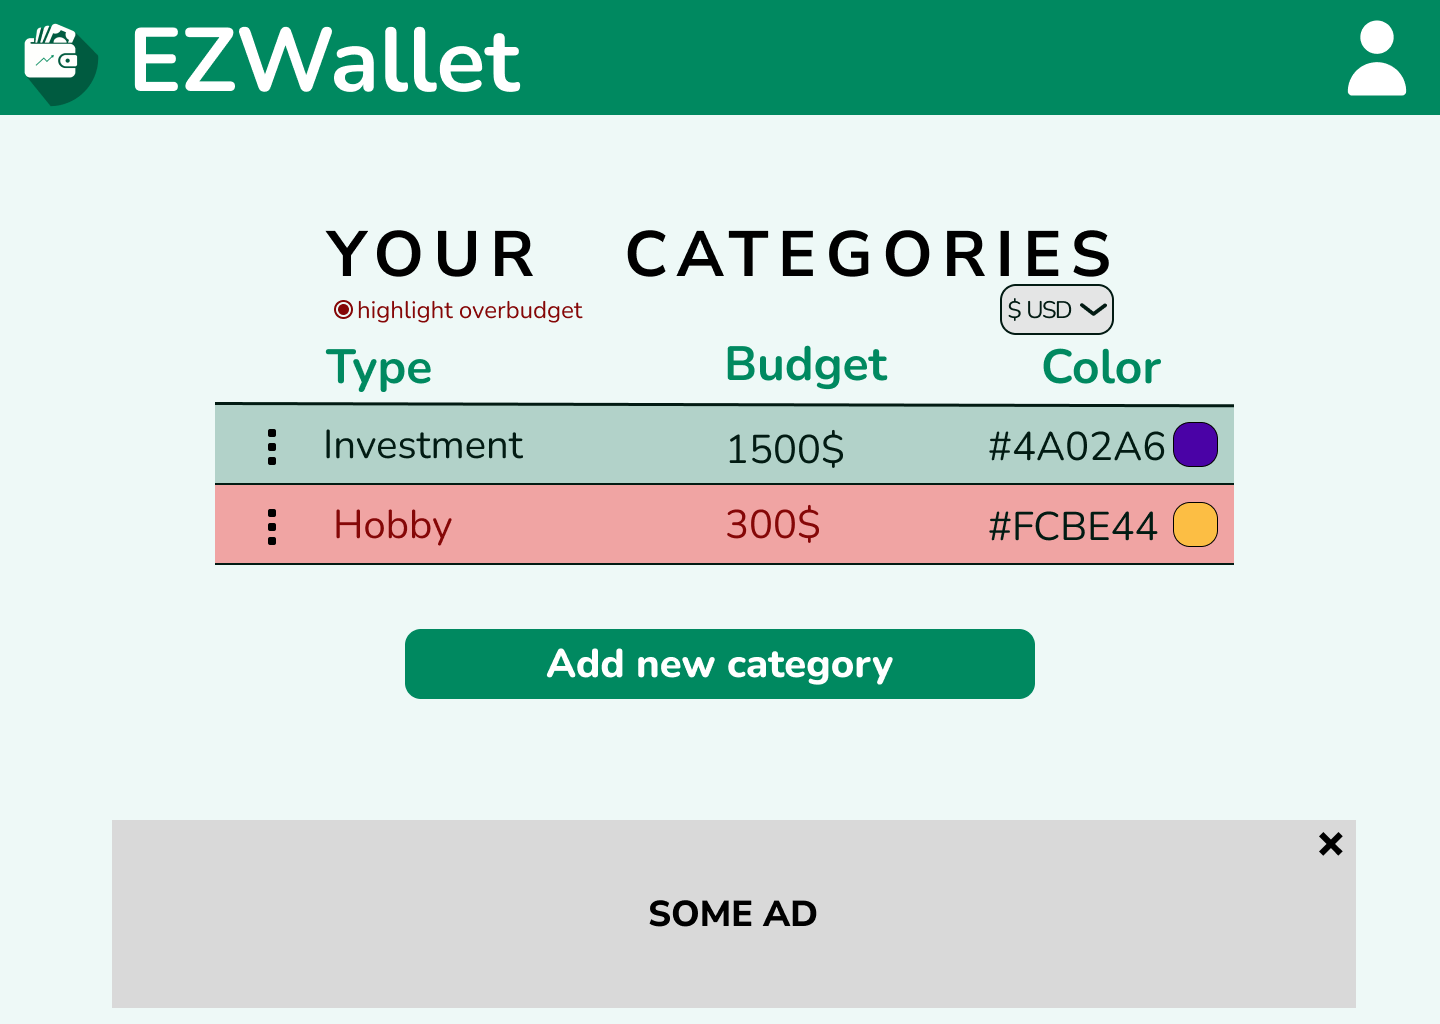 EZWallet
YOUR CATEGORIES
highlight overbudget
$ USD
Type Budget Color
Investment 1500$ #4A02A6
Hobby 300$ #FCBE44
Add new category
SOME AD